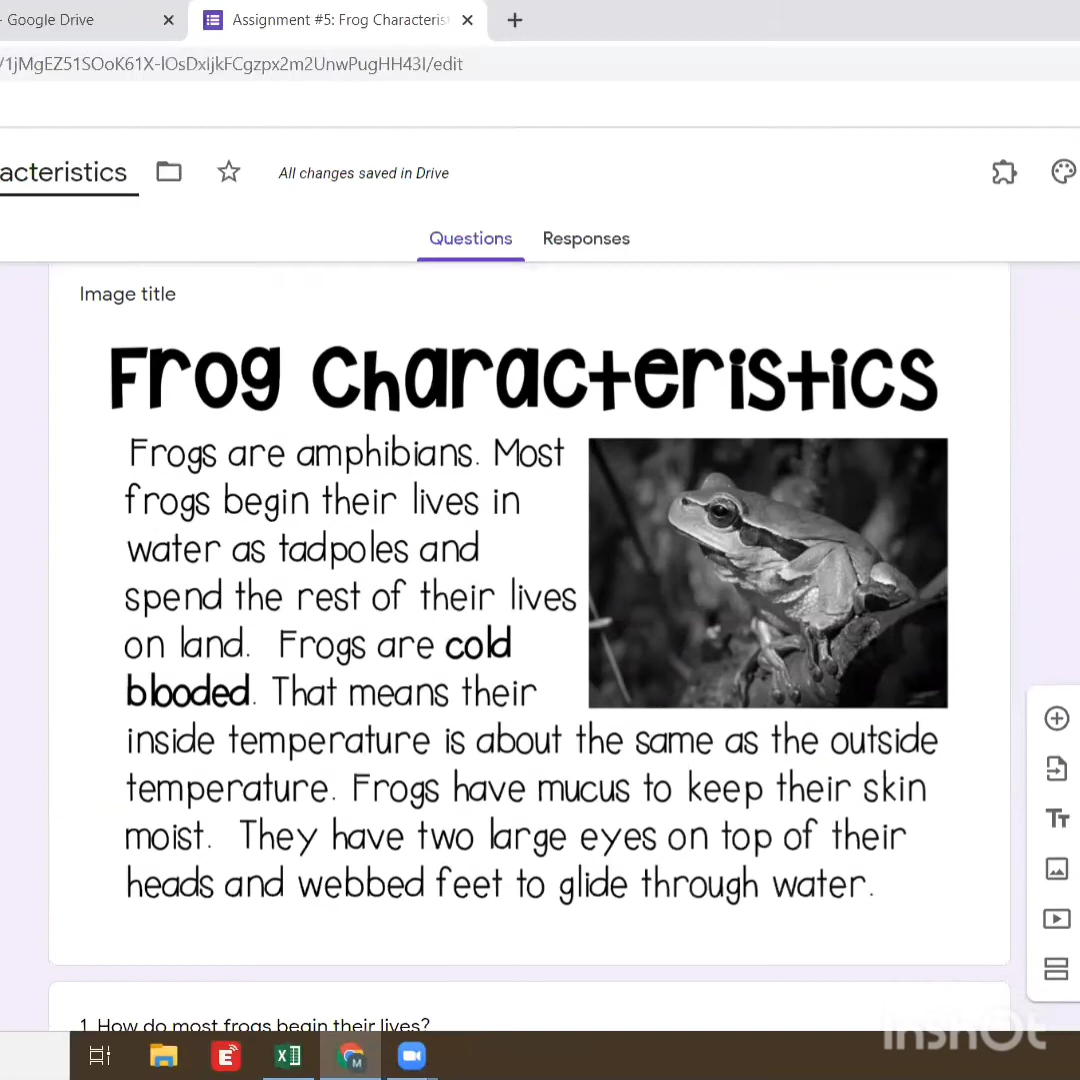 - Google Drive
Assignment #5: Frog Characteris
/1jMgEZ51SOoK61X-lOsDxIjkFCgzpx2m2UnwPugHH43I/edit
acteristics
All changes saved in Drive
Questions Responses
Image title
Frog Characteristics
Frogs are amphibians. Most
frogs begin their lives in
water as tadpoles and
spend the rest of their lives
on land. Frogs are cold
blooded. That means their
inside temperature is about the same as the outside
temperature. Frogs have mucus to keep their skin
moist. They have two large eyes on top of their
heads and webbed feet to glide through water.
1. How do most frogs begin their lives?
InShOt